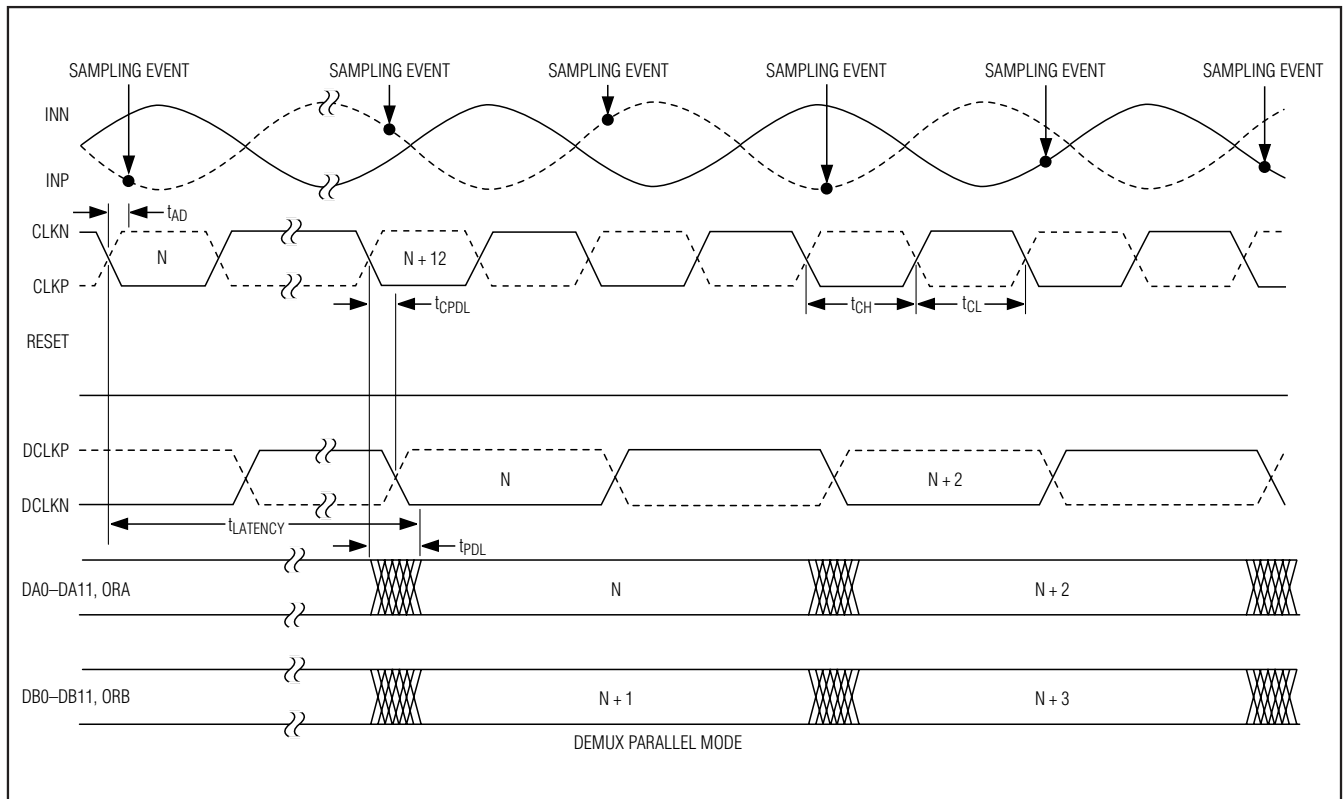 SAMPLING EVENT SAMPLING EVENT SAMPLING EVENT SAMPLING EVENT SAMPLING EVENT SAMPLING EVENT
INN
INP
tAD
CLKN
N
N + 12
CLKP
tCPDL
tCH
tCL
RESET
DCLKP
N
N + 2
DCLKN
tLATENCY
tPDL
DA0–DA11, ORA
N
N + 2
DB0–DB11, ORB
N + 1
N + 3
DEMUX PARALLEL MODE